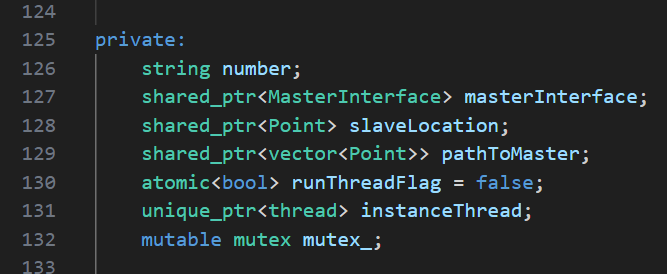 124
125 private:
126 string number;
127 shared_ptr<MasterInterface> masterInterface;
128 shared_ptr<Point> slaveLocation;
129 shared_ptr<vector<Point>> pathToMaster;
130 atomic<bool> runThreadFlag = false;
131 unique_ptr<thread> instanceThread;
132 mutable mutex mutex_;
133